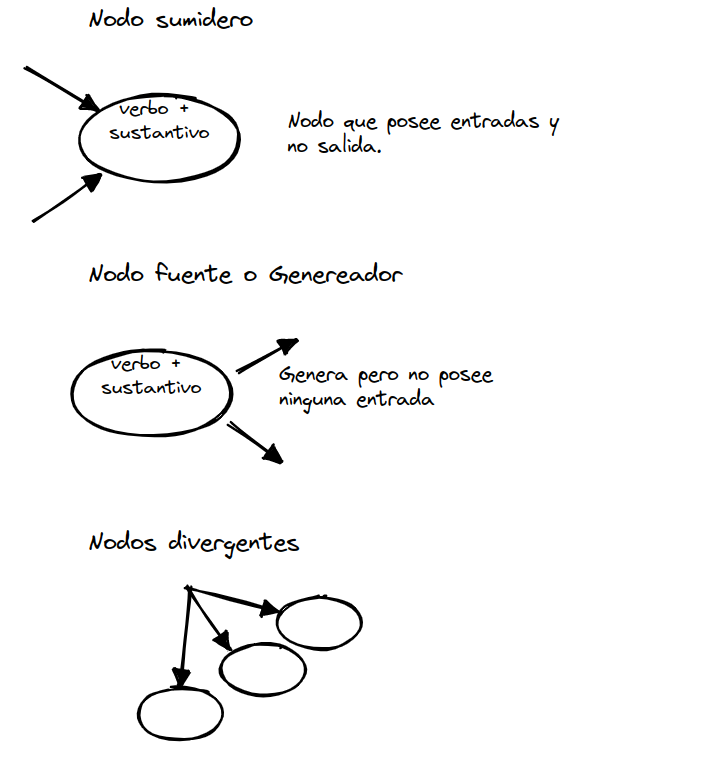 Nodo sumidero
verbo +
sustantivo
Nodo que posee entradas y
no salida.
Nodo fuente o Genereador
verbo +
sustantivo
Genera pero no posee
ninguna entrada
Nodos divergentes